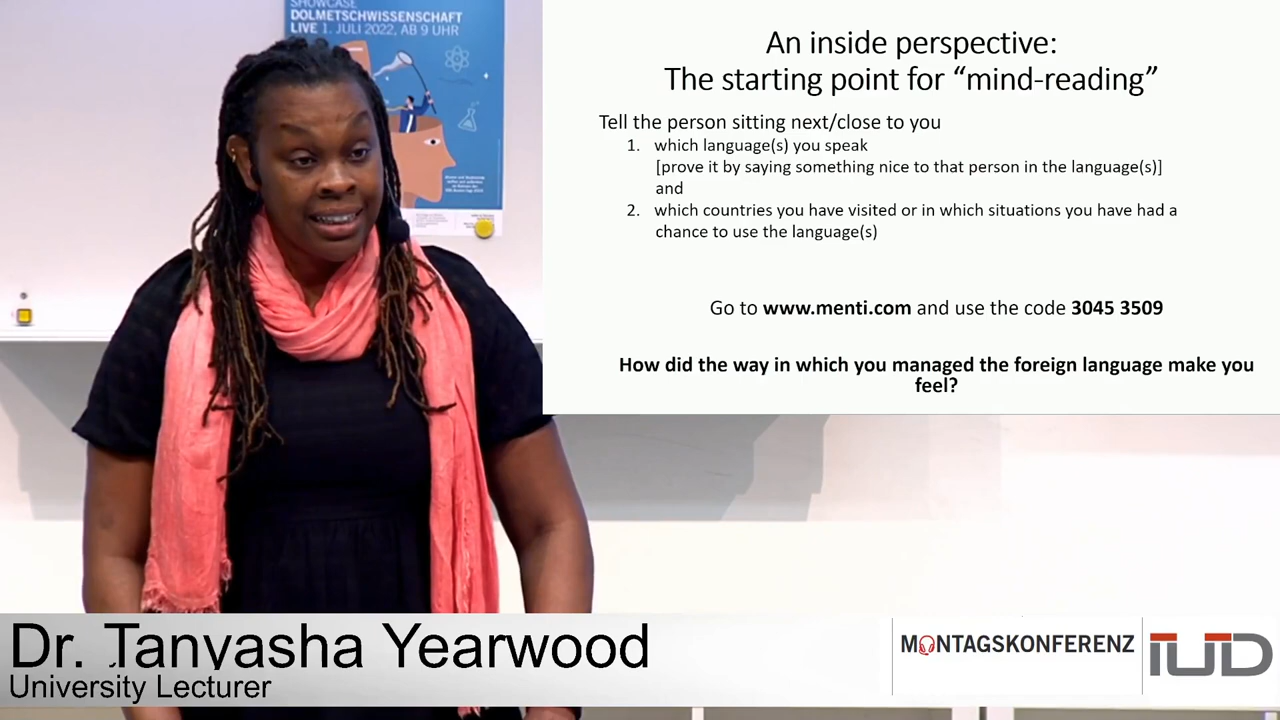 SHOWCASE
DOLMETSCHWISSENSCHAFT
LIVE 1. JULI 2022, AB 9 UHR
An inside perspective:
The starting point for “mind-reading”
Tell the person sitting next/close to you
1. which language(s) you speak
[prove it by saying something nice to that person in the language(s)]
and
2. which countries you have visited or in which situations you have had a
chance to use the language(s)
Go to www.menti.com and use the code 3045 3509
How did the way in which you managed the foreign language make you
feel?
Dr. Tanyasha Yearwood
University Lecturer
MONTAGSKONFERENZ
IUD